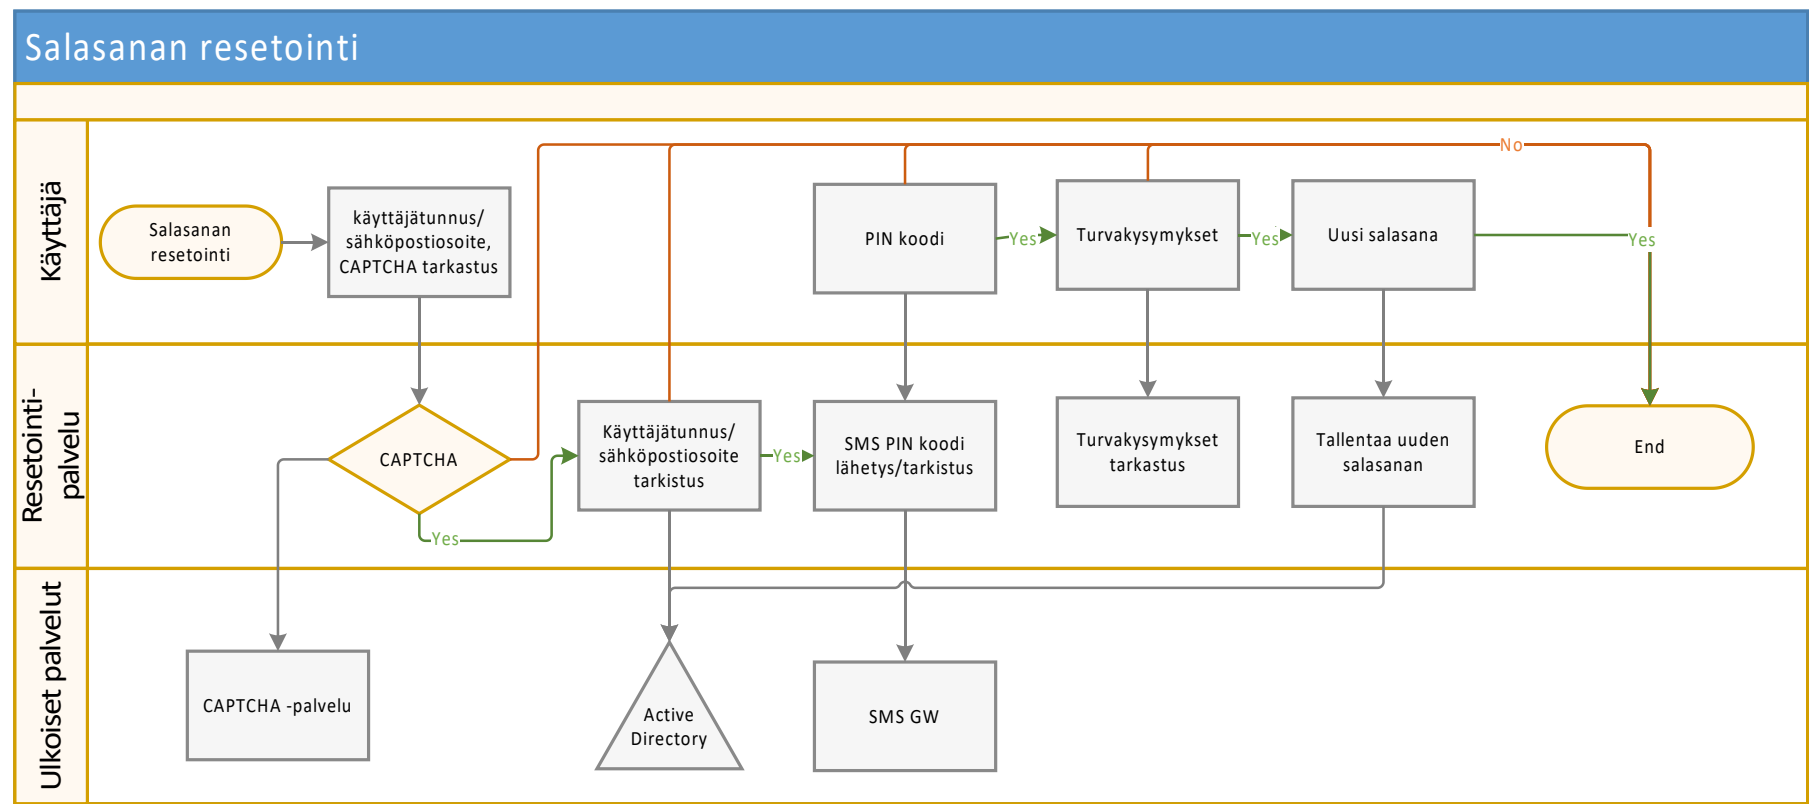 Salasanan resetointi
Käyttäjä
Salasanan
resetointi
käyttäjätunnus/
sähköpostiosoite,
CAPTCHA tarkastus
PIN koodi
Yes
Turvakysymykset
Yes
Uusi salasana
No
Yes
Resetointi-
palvelu
CAPTCHA
Yes
Käyttäjätunnus/
sähköpostiosoite
tarkistus
Yes
SMS PIN koodi
lähetys/tarkistus
Turvakysymykset
tarkastus
Tallentaa uuden
salasanan
End
Ulkoiset palvelut
CAPTCHA -palvelu
Active
Directory
SMS GW